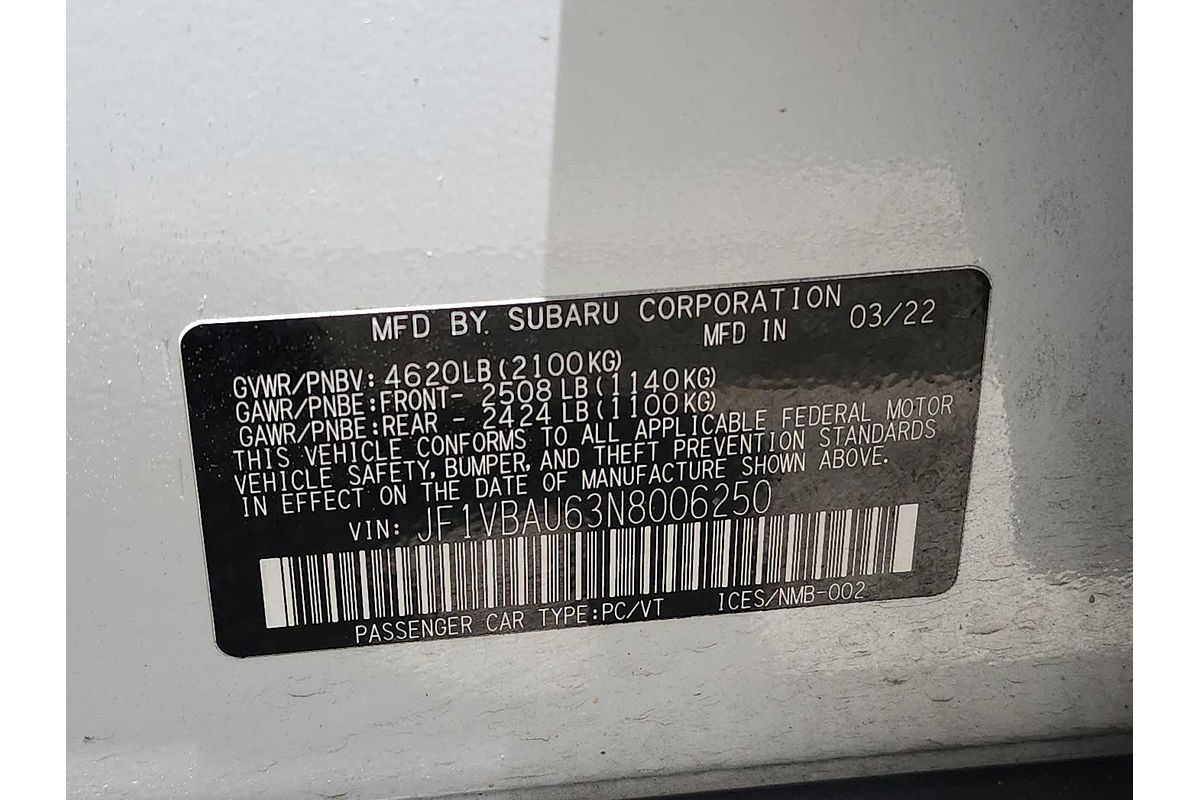 MFD BY. SUBARU CORPORATION
MFD IN 03/22
GVWR/PNBV: 4620LB(2100KG)
GAWR/PNBE:FRONT- 2508 LB(1140KG)
GAWR/PNBE:REAR - 2424 LB(1100KG)
THIS VEHICLE CONFORMS TO ALL APPLICABLE FEDERAL MOTOR
VEHICLE SAFETY, BUMPER, AND THEFT PREVENTION STANDARDS
IN EFFECT ON THE DATE OF MANUFACTURE SHOWN ABOVE.
VIN: JF1VBAU63N8006250
PASSENGER CAR TYPE:PC/VT ICES/NMB-002